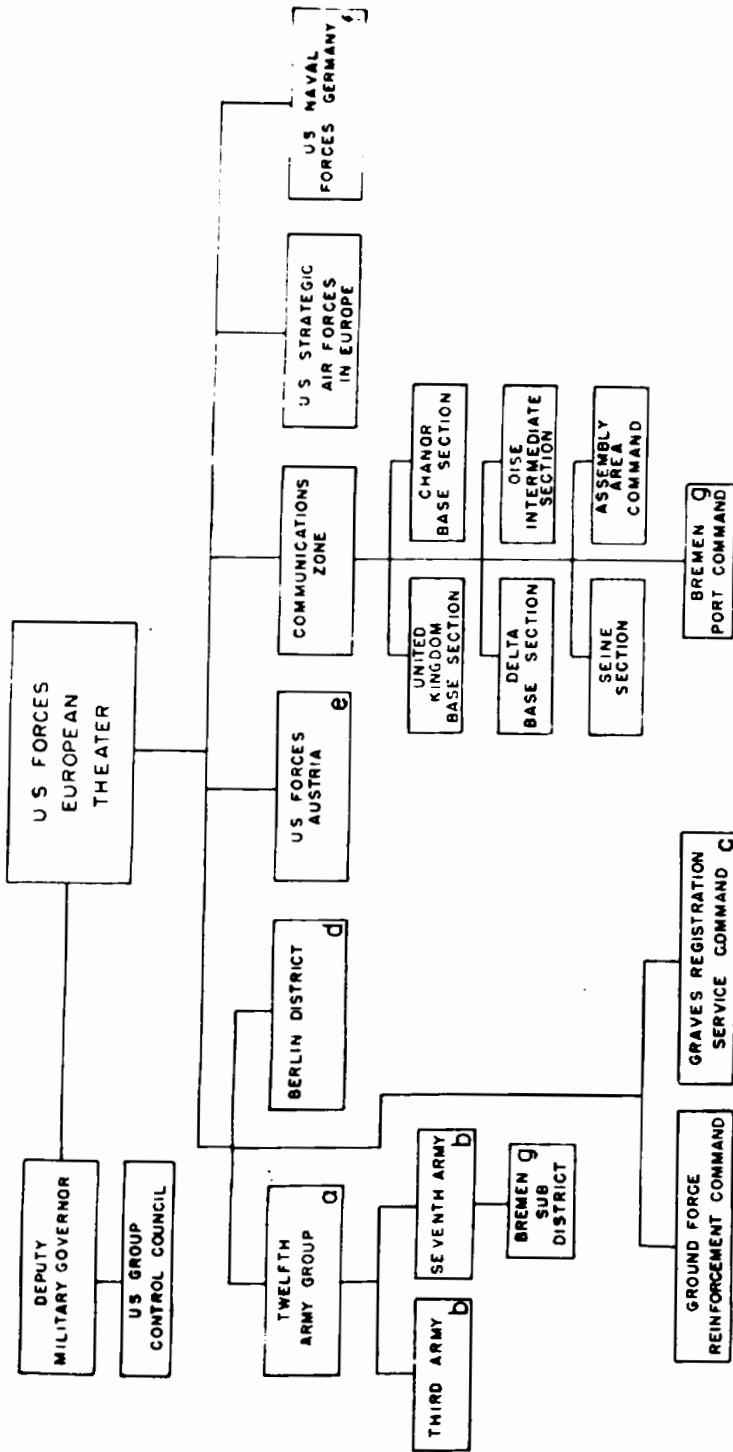 US FORCES
EUROPEAN
THEATER
DEPUTY
MILITARY GOVERNOR
US GROUP
CONTROL COUNCIL
TWELFTH
ARMY GROUP
a
BERLIN DISTRICT
d
US FORCES
AUSTRIA
e
COMMUNICATIONS
ZONE
US STRATEGIC
AIR FORCES
IN EUROPE
US NAVAL
FORCES GERMANY
THIRD ARMY
b
SEVENTH ARMY
b
BREMEN g
SUB
DISTRICT
UNITED
KINGDOM
BASE SECTION
CHANOR
BASE SECTION
DELTA
BASE SECTION
OISE
INTERMEDIATE
SECTION
SEINE
SECTION
ASSEMBLY
AREA
COMMAND
BREMEN g
PORT COMMAND
GROUND FORCE
REINFORCEMENT COMMAND
GRAVES REGISTRATION
SERVICE COMMAND C